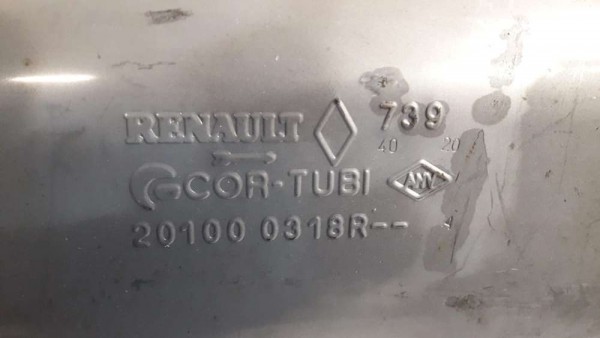 RENAULT 739
40 20
COR-TUBI
20100 0318R--